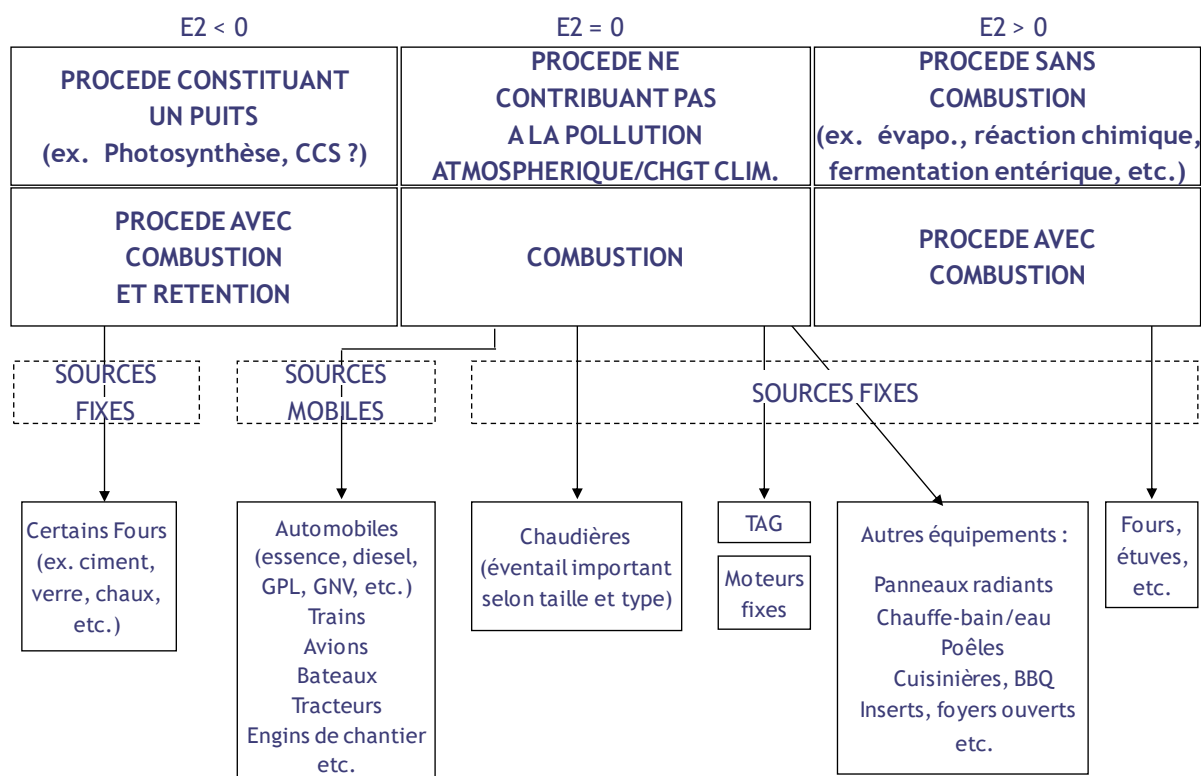 E2 < 0
E2 = 0
E2 > 0
PROCEDE CONSTITUANT
UN PUITS
(ex. Photosynthèse, CCS ?)
PROCEDE NE
CONTRIBUANT PAS
A LA POLLUTION
ATMOSPHERIQUE/CHGT CLIM.
PROCEDE SANS
COMBUSTION
(ex. évapo., réaction chimique,
fermentation entérique, etc.)
PROCEDE AVEC
COMBUSTION
ET RETENTION
COMBUSTION
PROCEDE AVEC
COMBUSTION
SOURCES
FIXES
SOURCES
MOBILES
SOURCES FIXES
Certains Fours
(ex. ciment,
verre, chaux,
etc.)
Automobiles
(essence, diesel,
GPL, GNV, etc.)
Trains
Avions
Bateaux
Tracteurs
Engins de chantier
etc.
Chaudières
(éventail important
selon taille et type)
TAG
Moteurs
fixes
Autres équipements :
Panneaux radiants
Chauffe-bain/eau
Poêles
Cuisinières, BBQ
Inserts, foyers ouverts
etc.
Fours,
étuves,
etc.